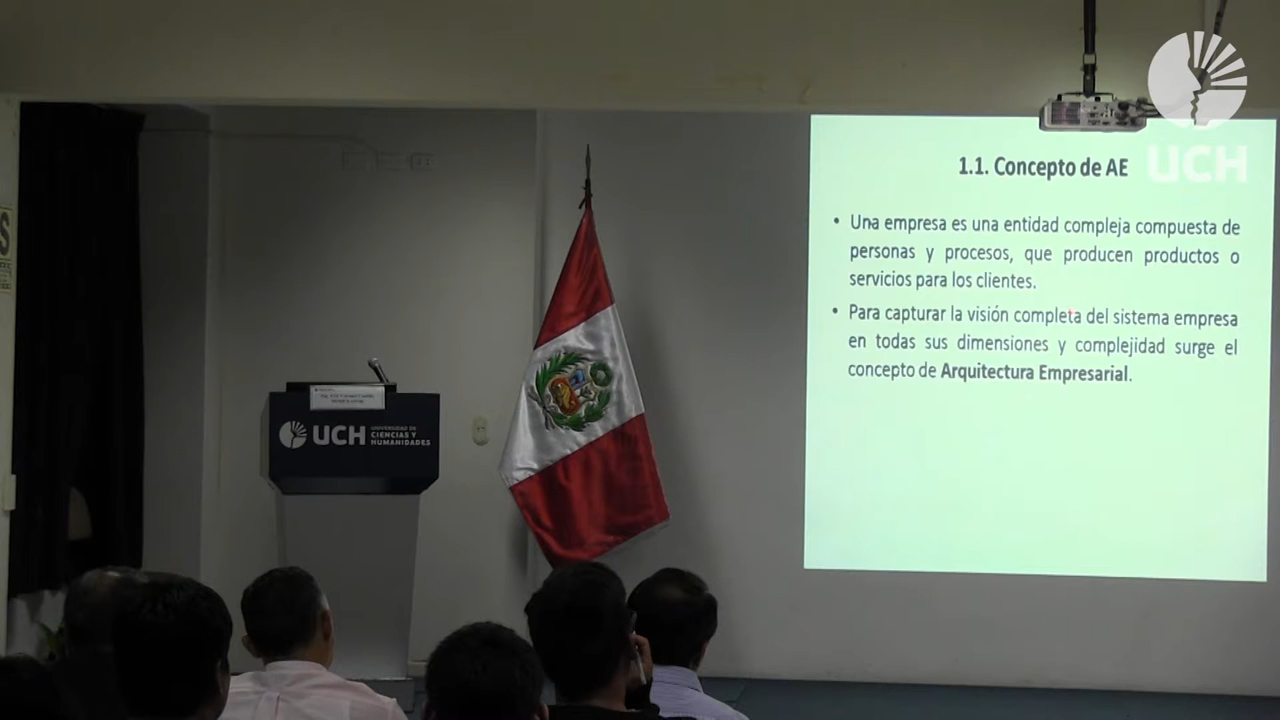 UCH
1.1. Concepto de AE
• Una empresa es una entidad compleja compuesta de
personas y procesos, que producen productos o
servicios para los clientes.
• Para capturar la visión completa del sistema empresa
en todas sus dimensiones y complejidad surge el
concepto de Arquitectura Empresarial.
UCH
UNIVERSIDAD DE
CIENCIAS Y
HUMANIDADES
S